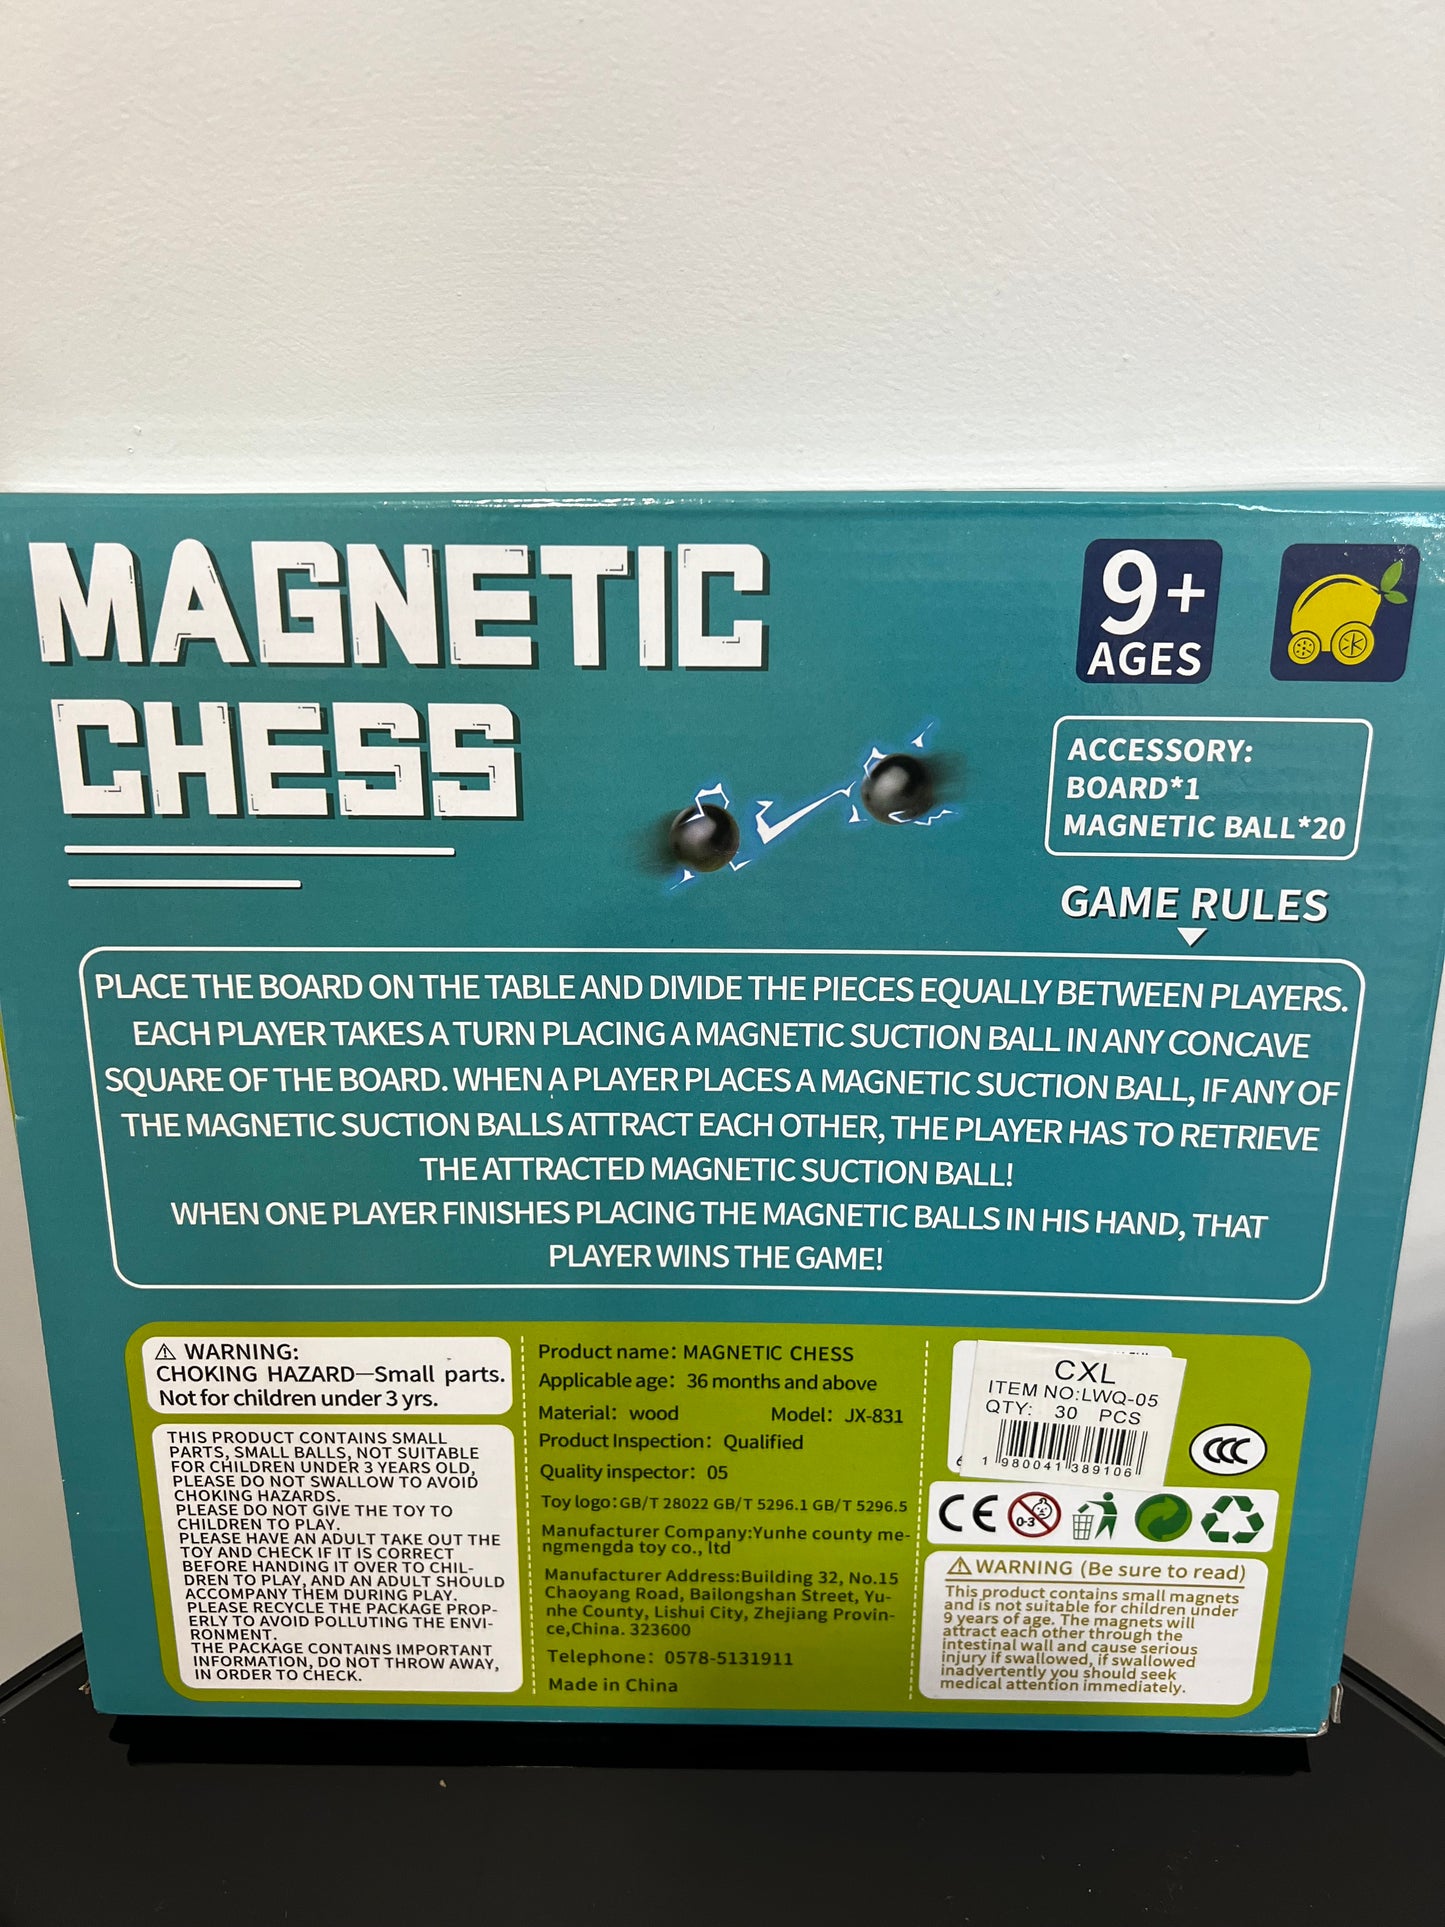 MAGNETIC
CHESS
9+
AGES
ACCESSORY:
BOARD*1
MAGNETIC BALL*20
GAME RULES
PLACE THE BOARD ON THE TABLE AND DIVIDE THE PIECES EQUALLY BETWEEN PLAYERS.
EACH PLAYER TAKES A TURN PLACING A MAGNETIC SUCTION BALL IN ANY CONCAVE
SQUARE OF THE BOARD. WHEN A PLAYER PLACES A MAGNETIC SUCTION BALL, IF ANY OF
THE MAGNETIC SUCTION BALLS ATTRACT EACH OTHER, THE PLAYER HAS TO RETRIEVE
THE ATTRACTED MAGNETIC SUCTION BALL!
WHEN ONE PLAYER FINISHES PLACING THE MAGNETIC BALLS IN HIS HAND, THAT
PLAYER WINS THE GAME!
⚠ WARNING:
CHOKING HAZARD—Small parts.
Not for children under 3 yrs.
THIS PRODUCT CONTAINS SMALL
PARTS, SMALL BALLS, NOT SUITABLE
FOR CHILDREN UNDER 3 YEARS OLD,
PLEASE DO NOT SWALLOW TO AVOID
CHOKING HAZARDS.
PLEASE DO NOT GIVE THE TOY TO
CHILDREN TO PLAY.
PLEASE HAVE AN ADULT TAKE OUT THE
TOY AND CHECK IF IT IS CORRECT
BEFORE HANDING IT OVER TO CHIL-
DREN TO PLAY, AND AN ADULT SHOULD
ACCOMPANY THEM DURING PLAY.
PLEASE RECYCLE THE PACKAGE PROP-
ERLY TO AVOID POLLUTING THE ENVI-
RONMENT.
THE PACKAGE CONTAINS IMPORTANT
INFORMATION, DO NOT THROW AWAY,
IN ORDER TO CHECK.
Product name: MAGNETIC CHESS
Applicable age: 36 months and above
Material: wood Model: JX-831
Product Inspection: Qualified
Quality inspector: 05
Toy logo:GB/T 28022 GB/T 5296.1 GB/T 5296.5
Manufacturer Company:Yunhe county me-
ngmengda toy co., ltd
Manufacturer Address:Building 32, No.15
Chaoyang Road, Bailongshan Street, Yu-
nhe County, Lishui City, Zhejiang Provin-
ce,China. 323600
Telephone: 0578-5131911
Made in China
CXL
ITEM NO:LWQ-05
QTY: 30 PCS
1 980041 389106
CCC
CE
0-3
⚠ WARNING (Be sure to read)
This product contains small magnets
and is not suitable for children under
9 years of age. The magnets will
attract each other through the
intestinal wall and cause serious
injury if swallowed, if swallowed
inadvertently you should seek
medical attention immediately.